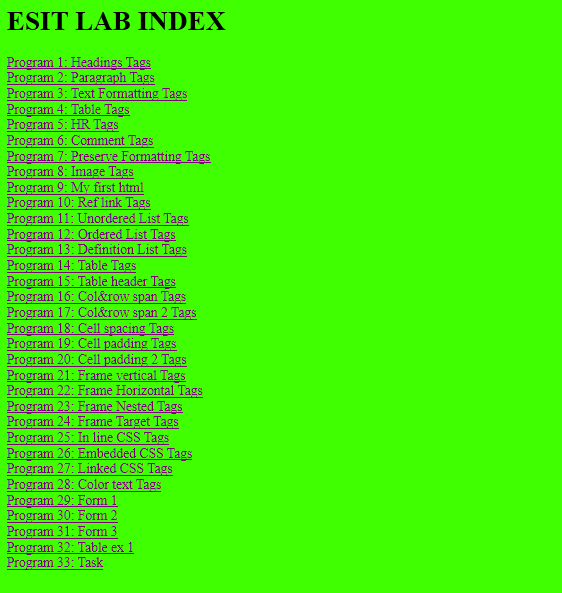 ESIT LAB INDEX
Program 1: Headings Tags
Program 2: Paragraph Tags
Program 3: Text Formatting Tags
Program 4: Table Tags
Program 5: HR Tags
Program 6: Comment Tags
Program 7: Preserve Formatting Tags
Program 8: Image Tags
Program 9: My first html
Program 10: Ref link Tags
Program 11: Unordered List Tags
Program 12: Ordered List Tags
Program 13: Definition List Tags
Program 14: Table Tags
Program 15: Table header Tags
Program 16: Col&row span Tags
Program 17: Col&row span 2 Tags
Program 18: Cell spacing Tags
Program 19: Cell padding Tags
Program 20: Cell padding 2 Tags
Program 21: Frame vertical Tags
Program 22: Frame Horizontal Tags
Program 23: Frame Nested Tags
Program 24: Frame Target Tags
Program 25: In line CSS Tags
Program 26: Embedded CSS Tags
Program 27: Linked CSS Tags
Program 28: Color text Tags
Program 29: Form 1
Program 30: Form 2
Program 31: Form 3
Program 32: Table ex 1
Program 33: Task